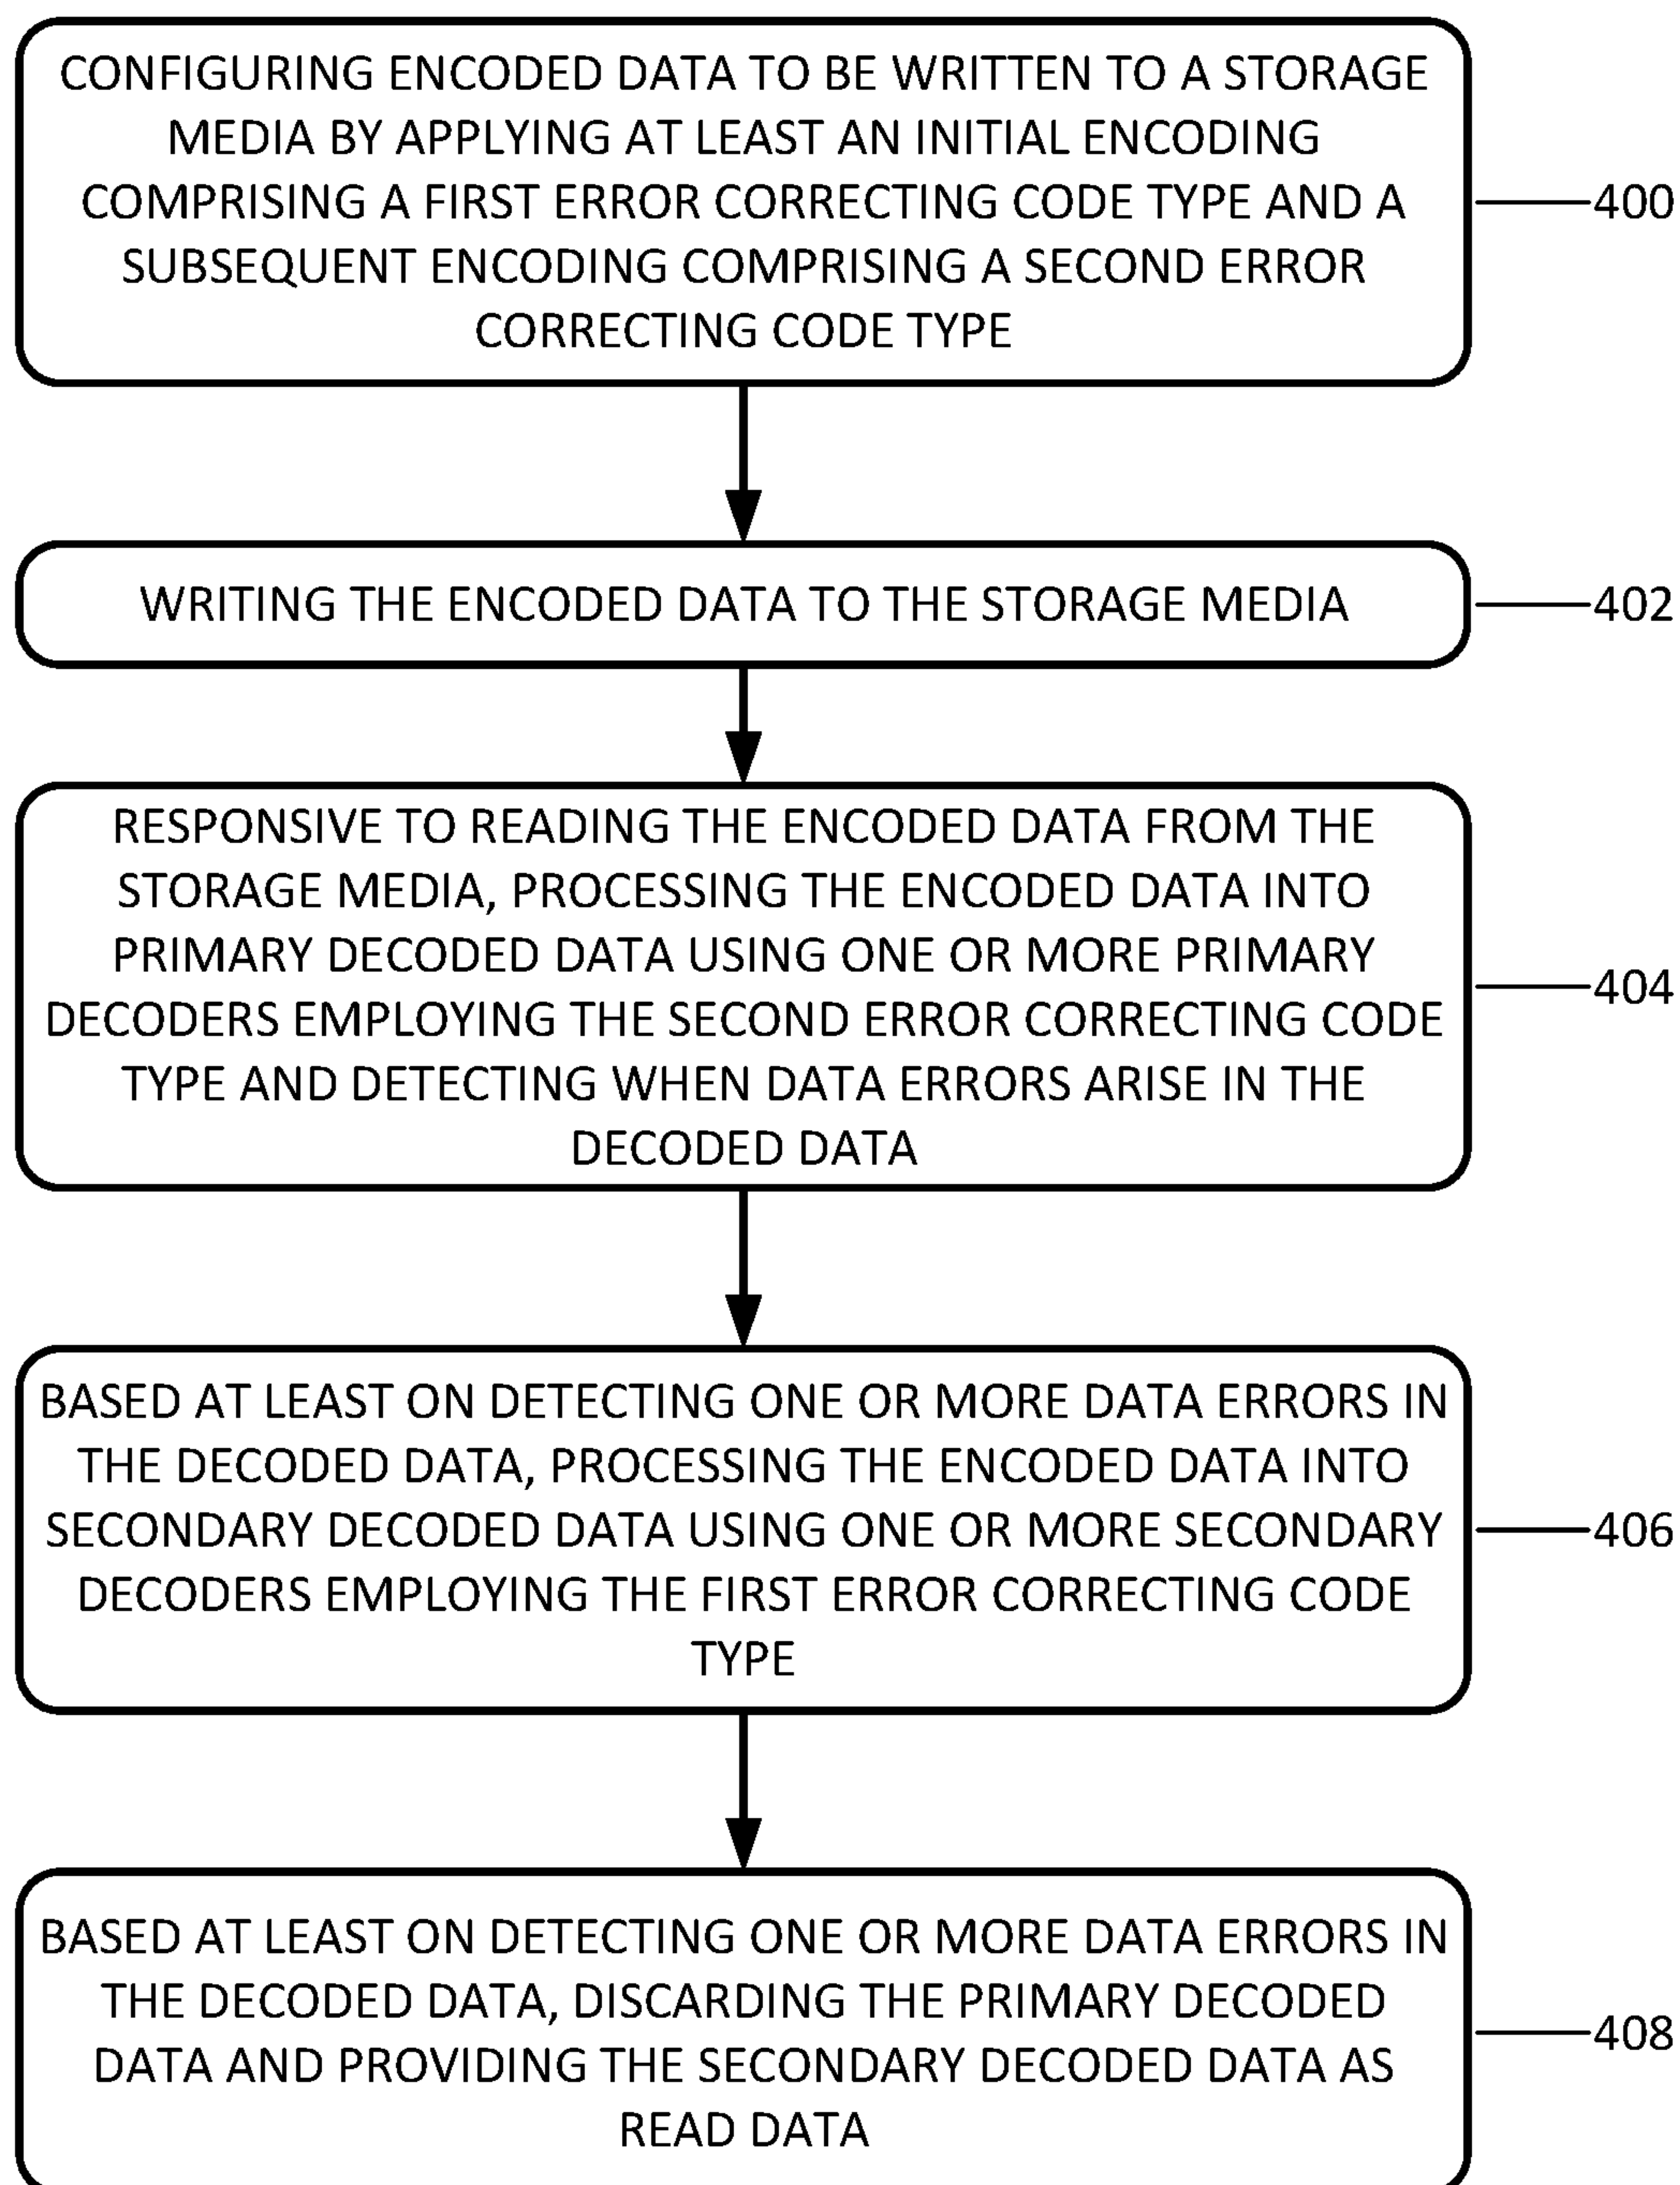 CONFIGURING ENCODED DATA TO BE WRITTEN TO A STORAGE
MEDIA BY APPLYING AT LEAST AN INITIAL ENCODING
COMPRISING A FIRST ERROR CORRECTING CODE TYPE AND A
SUBSEQUENT ENCODING COMPRISING A SECOND ERROR
CORRECTING CODE TYPE
400
WRITING THE ENCODED DATA TO THE STORAGE MEDIA
402
RESPONSIVE TO READING THE ENCODED DATA FROM THE
STORAGE MEDIA, PROCESSING THE ENCODED DATA INTO
PRIMARY DECODED DATA USING ONE OR MORE PRIMARY
DECODERS EMPLOYING THE SECOND ERROR CORRECTING CODE
TYPE AND DETECTING WHEN DATA ERRORS ARISE IN THE
DECODED DATA
404
BASED AT LEAST ON DETECTING ONE OR MORE DATA ERRORS IN
THE DECODED DATA, PROCESSING THE ENCODED DATA INTO
SECONDARY DECODED DATA USING ONE OR MORE SECONDARY
DECODERS EMPLOYING THE FIRST ERROR CORRECTING CODE
TYPE
406
BASED AT LEAST ON DETECTING ONE OR MORE DATA ERRORS IN
THE DECODED DATA, DISCARDING THE PRIMARY DECODED
DATA AND PROVIDING THE SECONDARY DECODED DATA AS
READ DATA
408